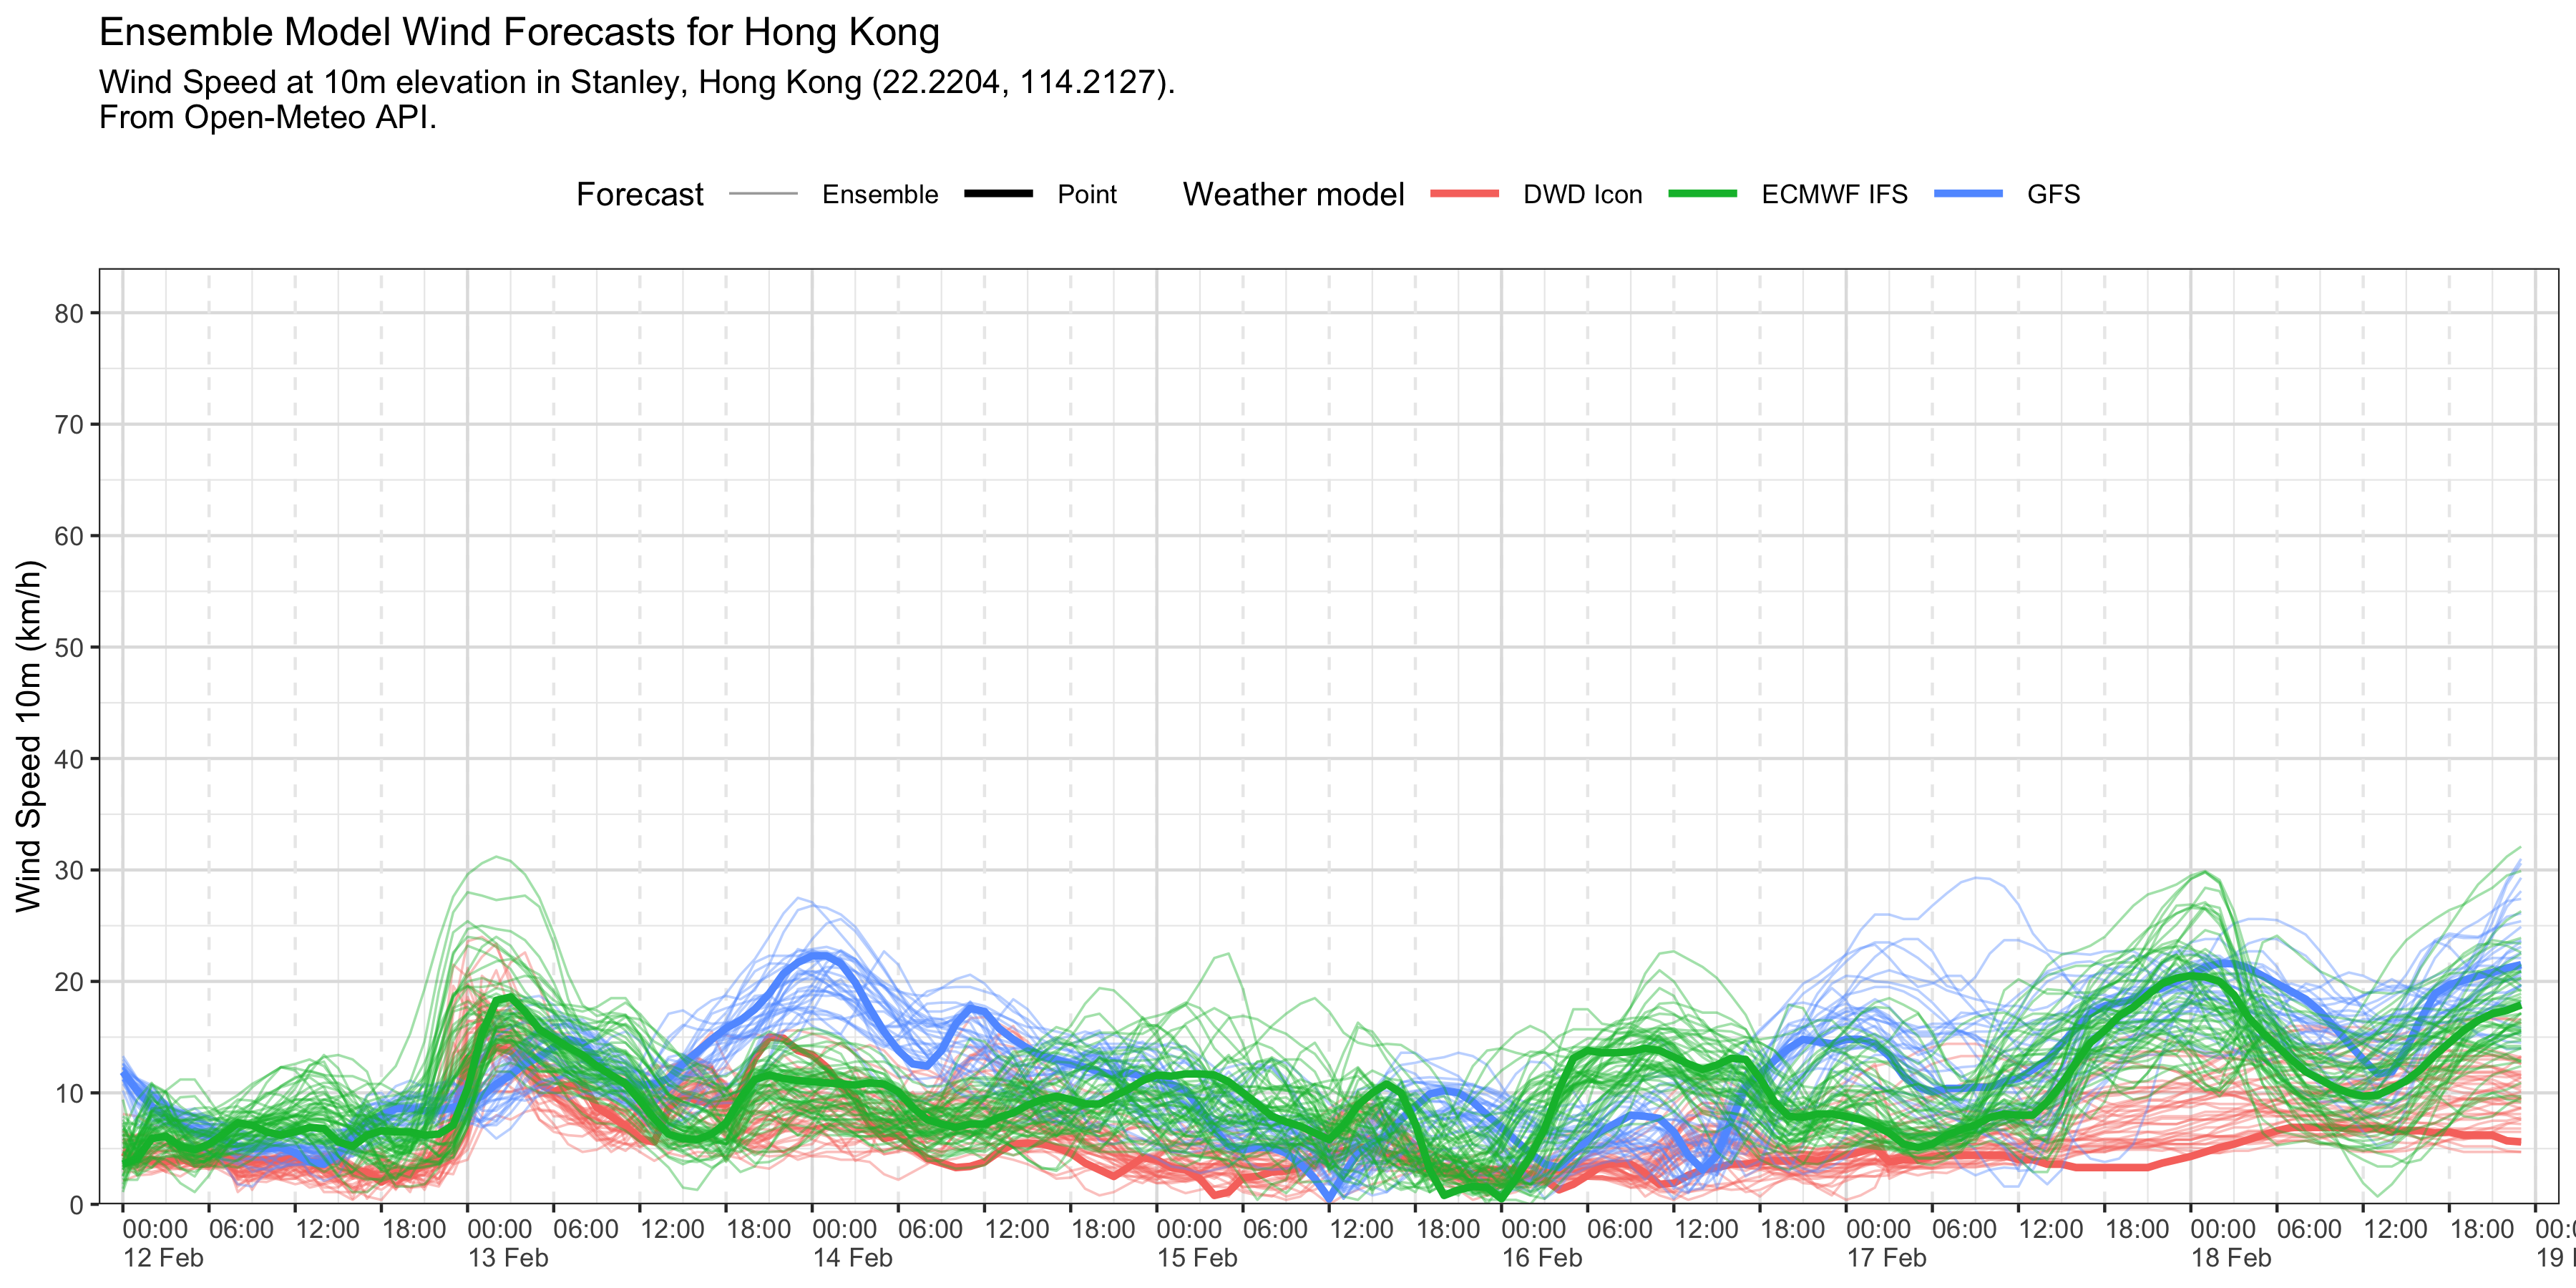 Ensemble Model Wind Forecasts for Hong Kong
Wind Speed at 10m elevation in Stanley, Hong Kong (22.2204, 114.2127).
From Open-Meteo API.
Forecast Ensemble Point Weather model DWD Icon ECMWF IFS GFS
Wind Speed 10m (km/h)
80
70
60
50
40
30
20
10
0
00:00 06:00 12:00 18:00 00:00 06:00 12:00 18:00 00:00 06:00 12:00 18:00 00:00 06:00 12:00 18:00 00:00 06:00 12:00 18:00 00:00 06:00 12:00 18:00 00:00 06:00 12:00 18:00
12 Feb 13 Feb 14 Feb 15 Feb 16 Feb 17 Feb 18 Feb 19